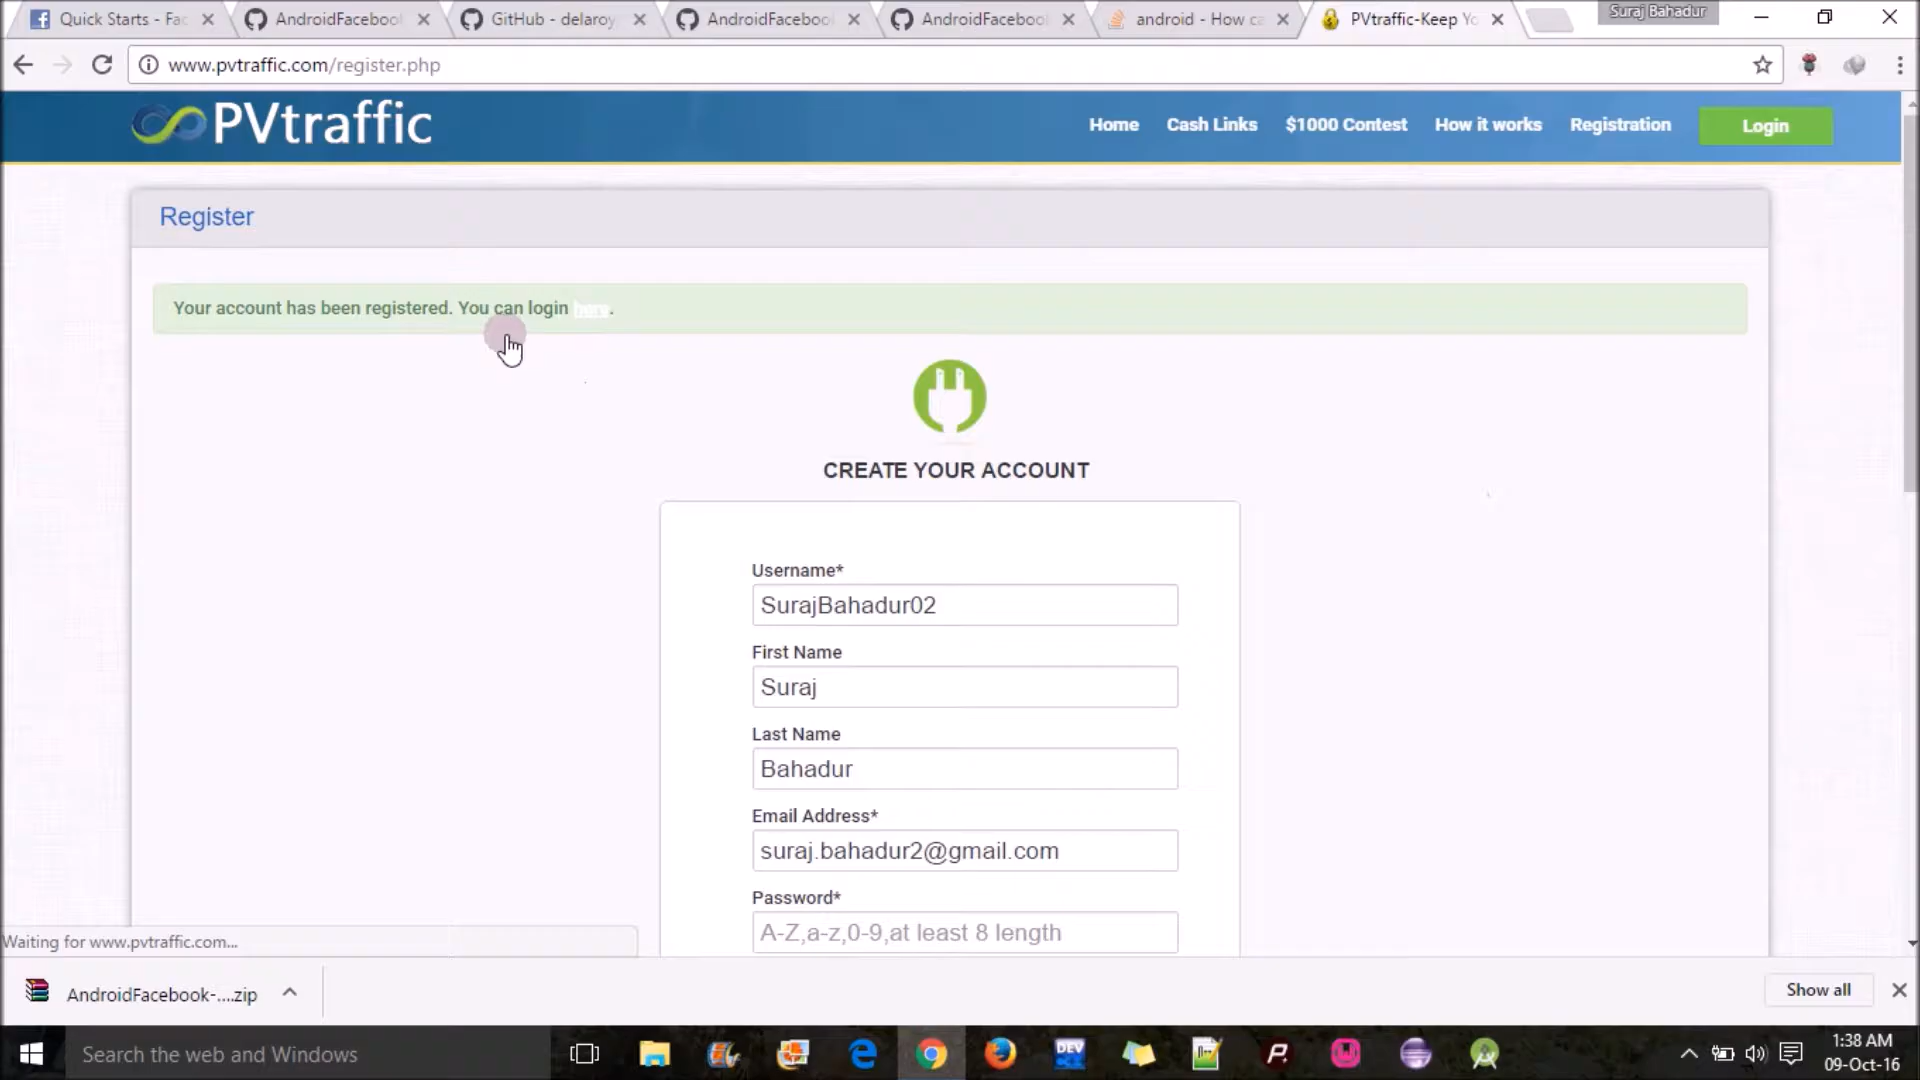 Quick Starts - Fac
AndroidFacebook
GitHub - delaroy
AndroidFacebook
AndroidFacebook
android - How ca
PVtraffic-Keep Yo
Suraj Bahadur
www.pvtraffic.com/register.php
PVtraffic
Home
Cash Links
$1000 Contest
How it works
Registration
Login
Register
Your account has been registered. You can login here.
CREATE YOUR ACCOUNT
Username*
SurajBahadur02
First Name
Suraj
Last Name
Bahadur
Email Address*
suraj.bahadur2@gmail.com
Password*
A-Z,a-z,0-9,at least 8 length
Waiting for www.pvtraffic.com...
AndroidFacebook-....zip
Show all
Search the web and Windows
DEV
1:38 AM
09-Oct-16